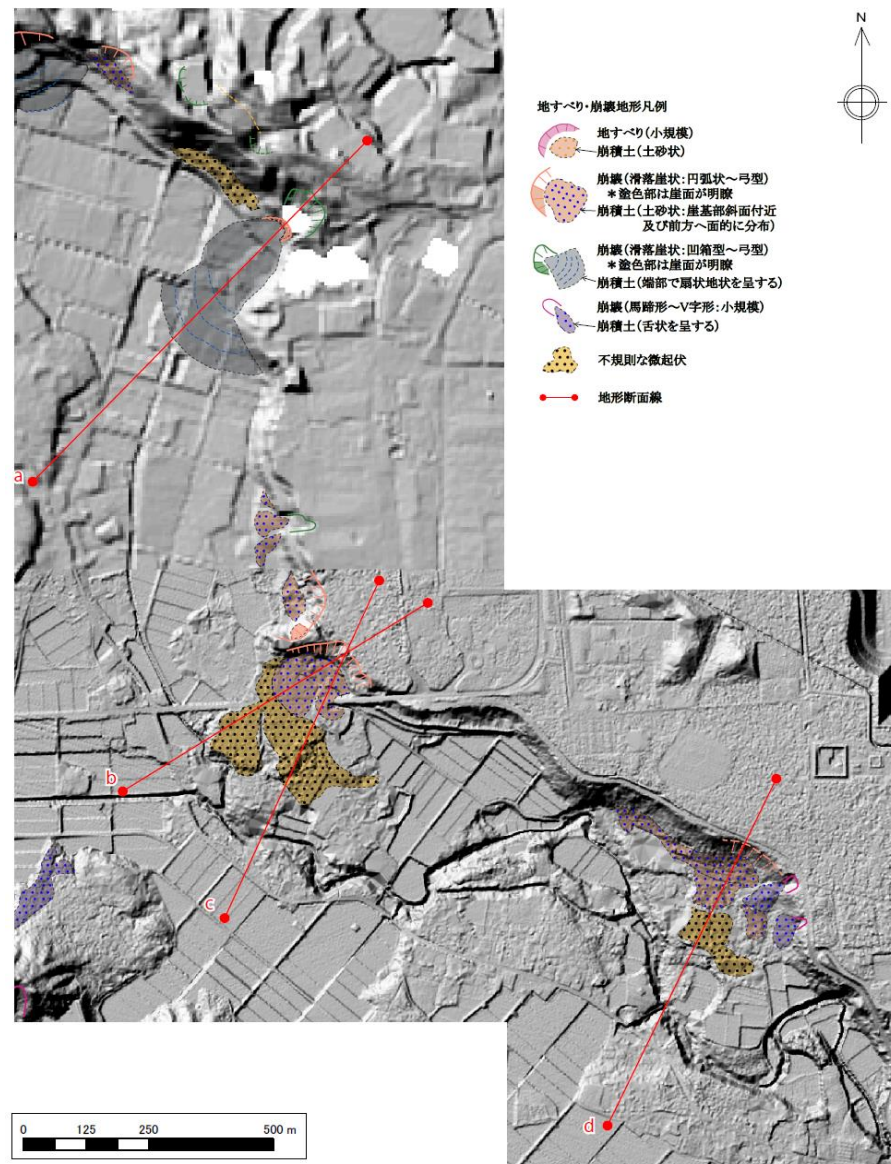 N
地すべり・崩壊地形凡例
地すべり（小規模）
崩積土（土砂状）
崩壊（滑落崖状：円弧状～弓型）
＊塗色部は崖面が明瞭
崩積土（土砂状：崖基部斜面付近
及び前方へ面的に分布）
崩壊（滑落崖状：凹箱型～弓型）
＊塗色部は崖面が明瞭
崩積土（端部で扇状地状を呈する）
崩壊（馬蹄形～V字形：小規模）
崩積土（舌状を呈する）
不規則な微起伏
地形断面線
a
b
c
d
0 125 250 500 m